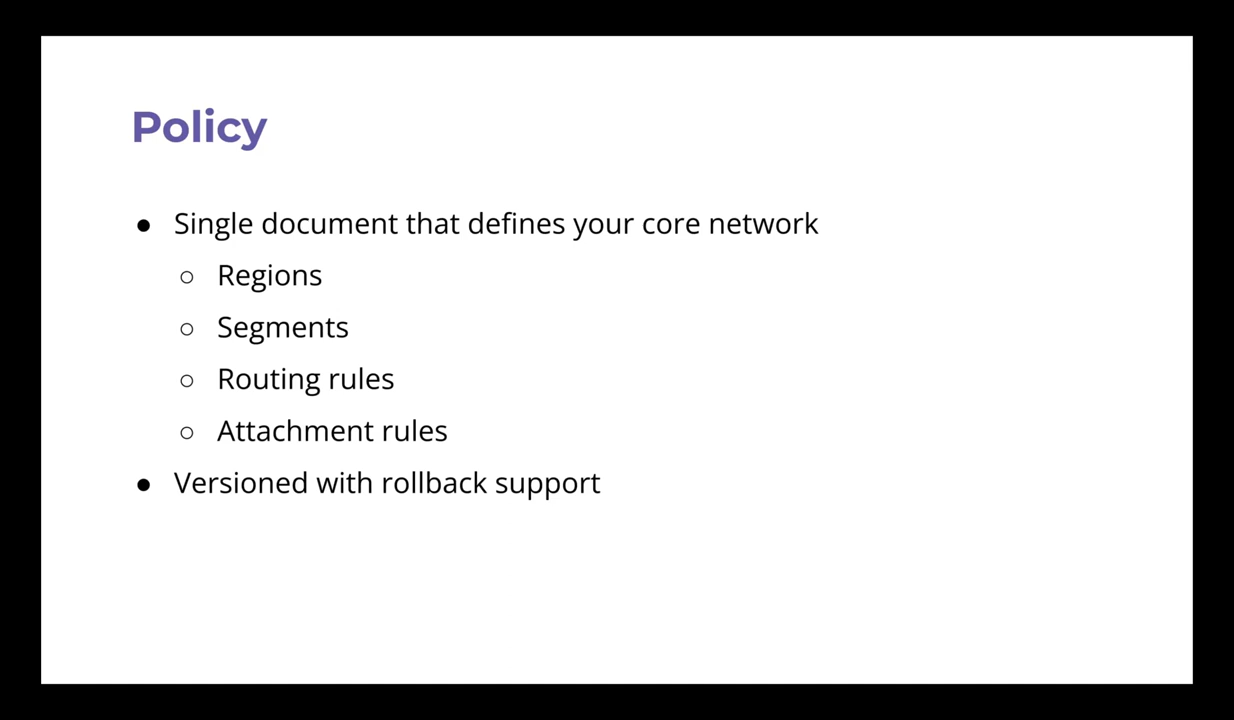 Policy
● Single document that defines your core network
○ Regions
○ Segments
○ Routing rules
○ Attachment rules
● Versioned with rollback support